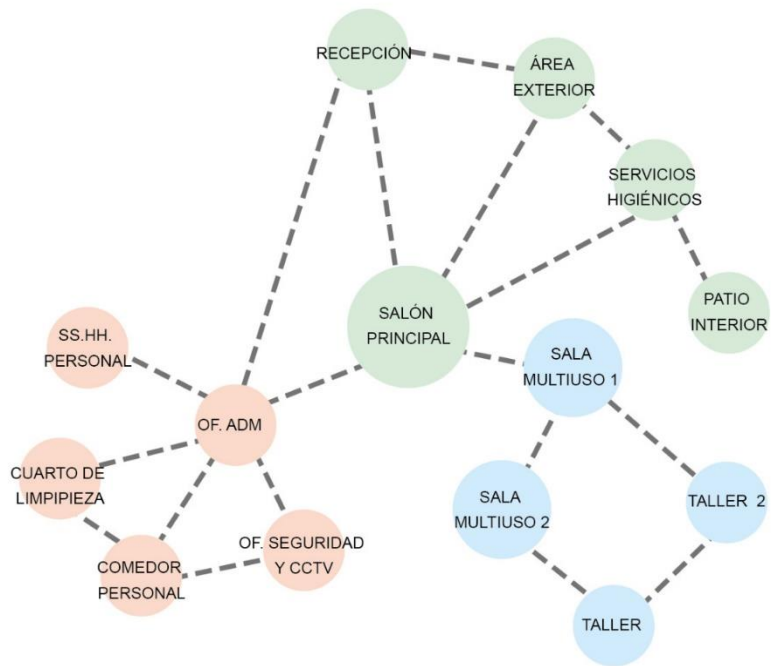 RECEPCIÓN
ÁREA
EXTERIOR
SERVICIOS
HIGIÉNICOS
PATIO
INTERIOR
SALÓN
PRINCIPAL
SS.HH.
PERSONAL
OF. ADM
CUARTO DE
LIMPIPIEZA
COMEDOR
PERSONAL
OF. SEGURIDAD
Y CCTV
SALA
MULTIUSO 1
SALA
MULTIUSO 2
TALLER 2
TALLER